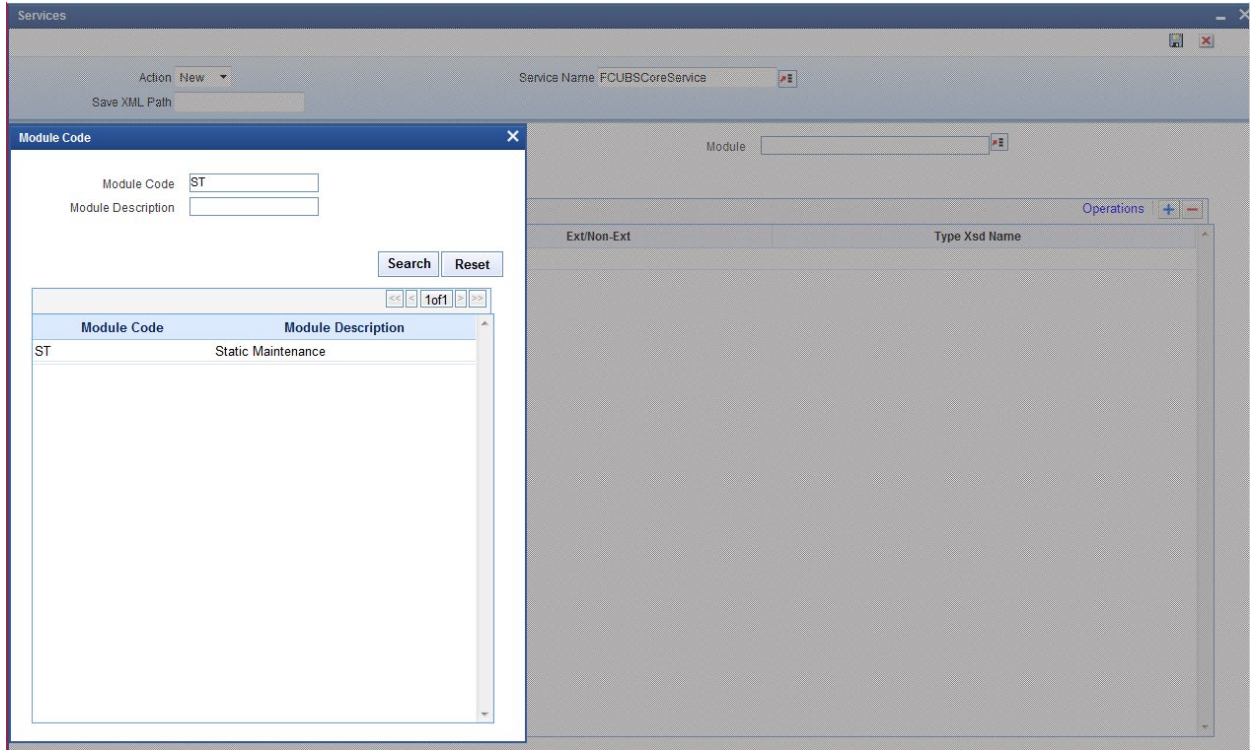 Services
Action New
Service Name FCUBSCoreService
Save XML Path
Module Code
Module
Module Code ST
Module Description
Operations
Ext/Non-Ext Type Xsd Name
Search Reset
<< < 1of1 > >>
Module Code Module Description
ST Static Maintenance